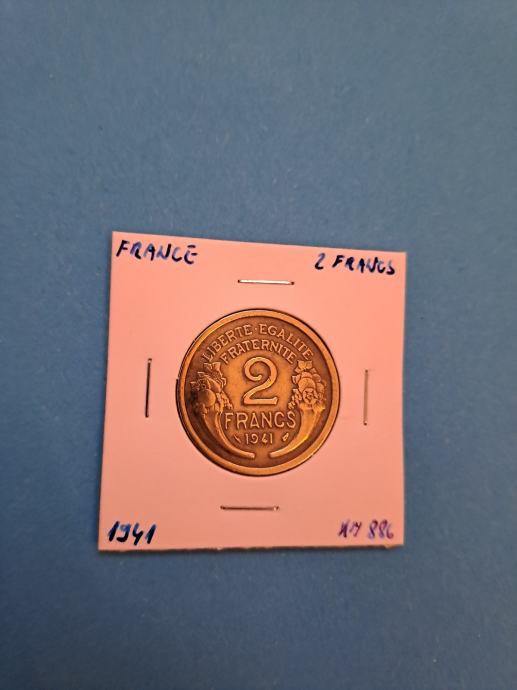 FRANCE
2 FRANCS
LIBERTE·EGALITE
FRATERNITE
2
FRANCS
1941
1941
KM 886